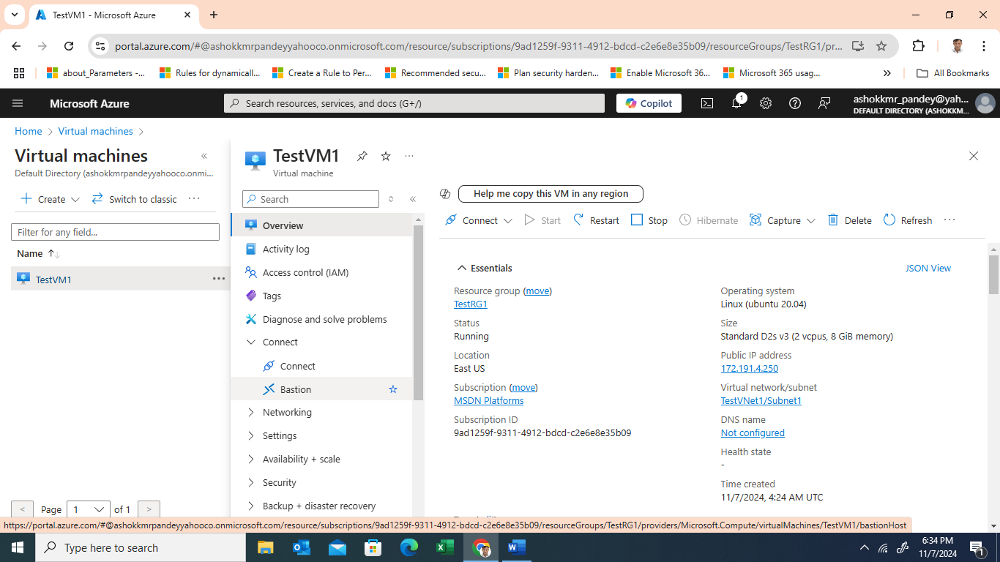 TestVM1 - Microsoft Azure
portal.azure.com/#@ashokkmrpandeyyahooco.onmicrosoft.com/resource/subscriptions/9ad1259f-9311-4912-bdcd-c2e6e8e35b09/resourceGroups/TestRG1/pr...
about_Parameters -... Rules for dynamicall... Create a Rule to Per... Recommended secu... Plan security harden... Enable Microsoft 36... Microsoft 365 usag... » All Bookmarks
Microsoft Azure
Search resources, services, and docs (G+/)
Copilot
1
ashokkmr_pandey@yah...
DEFAULT DIRECTORY (ASHOKKM...
Home > Virtual machines >
Virtual machines «
Default Directory (ashokkmrpandeyyahooco.onmi...
+ Create Switch to classic ...
Filter for any field...
Name ↑↓
TestVM1 ...
< Page 1 of 1 >
TestVM1 ...
Virtual machine
Search «
Overview
Activity log
Access control (IAM)
Tags
Diagnose and solve problems
Connect
Connect
Bastion
Networking
Settings
Availability + scale
Security
Backup + disaster recovery
Help me copy this VM in any region
Connect Start Restart Stop Hibernate Capture Delete Refresh ...
Essentials
JSON View
Resource group (move)
TestRG1
Status
Running
Location
East US
Subscription (move)
MSDN Platforms
Subscription ID
9ad1259f-9311-4912-bdcd-c2e6e8e35b09
Operating system
Linux (ubuntu 20.04)
Size
Standard D2s v3 (2 vcpus, 8 GiB memory)
Public IP address
172.191.4.250
Virtual network/subnet
TestVNet1/Subnet1
DNS name
Not configured
Health state
-
Time created
11/7/2024, 4:24 AM UTC
https://portal.azure.com/#@ashokkmrpandeyyahooco.onmicrosoft.com/resource/subscriptions/9ad1259f-9311-4912-bdcd-c2e6e8e35b09/resourceGroups/TestRG1/providers/Microsoft.Compute/virtualMachines/TestVM1/bastionHost
Type here to search
6:34 PM
11/7/2024
1